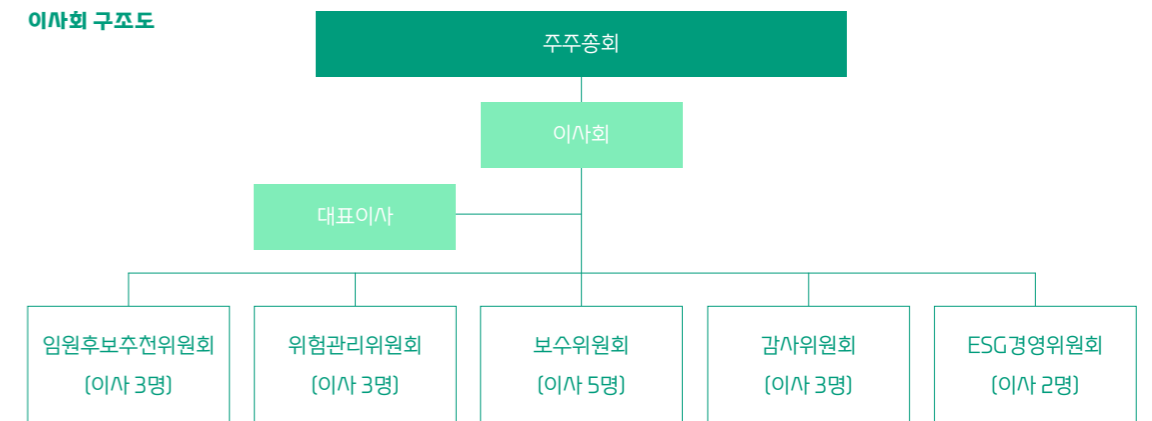 이사회 구조도
주주총회
이사회
대표이사
임원후보추천위원회
(이사 3명)
위험관리위원회
(이사 3명)
보수위원회
(이사 5명)
감사위원회
(이사 3명)
ESG경영위원회
(이사 2명)